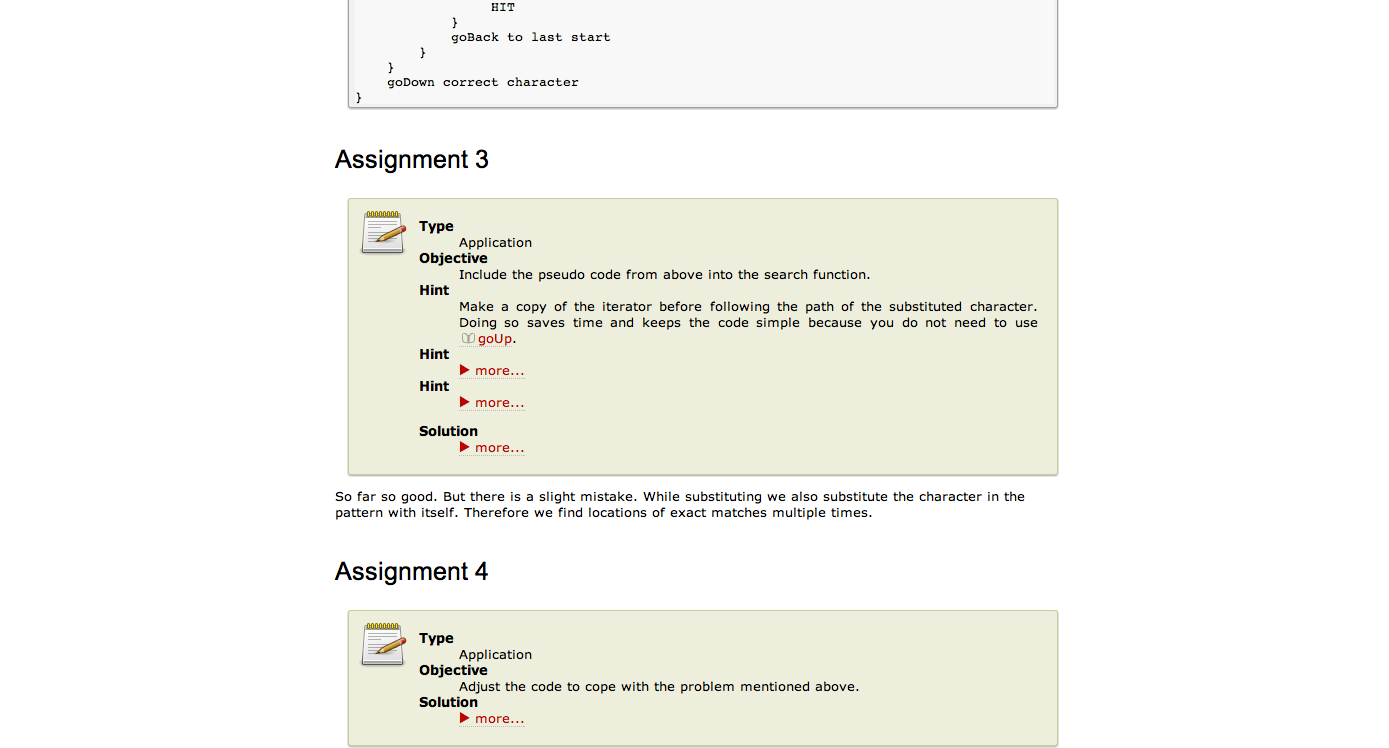 HIT
}
goBack to last start
}
}
goDown correct character
}
Assignment 3
Type
Application
Objective
Include the pseudo code from above into the search function.
Hint
Make a copy of the iterator before following the path of the substituted character.
Doing so saves time and keeps the code simple because you do not need to use
goUp.
Hint
more...
Hint
more...
Solution
more...
So far so good. But there is a slight mistake. While substituting we also substitute the character in the
pattern with itself. Therefore we find locations of exact matches multiple times.
Assignment 4
Type
Application
Objective
Adjust the code to cope with the problem mentioned above.
Solution
more...